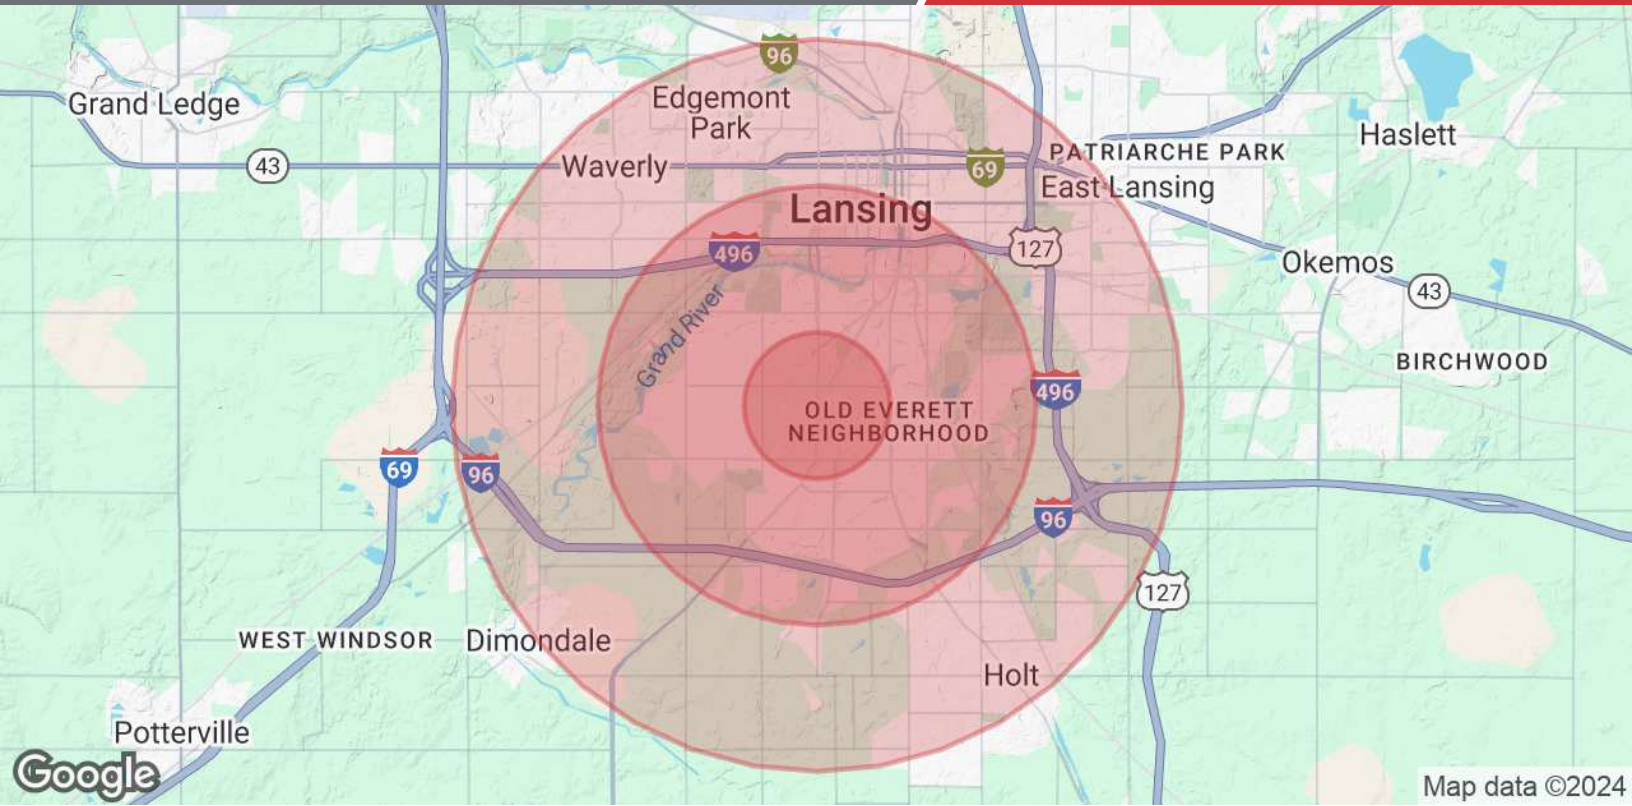 96
Edgemont
Park
Grand Ledge
Haslett
43
Waverly
69
PATRIARCHE PARK
East Lansing
Lansing
496
127
Okemos
43
Grand River
BIRCHWOOD
496
OLD EVERETT
NEIGHBORHOOD
69
96
96
127
WEST WINDSOR
Dimondale
Holt
Potterville
Google
Map data ©2024